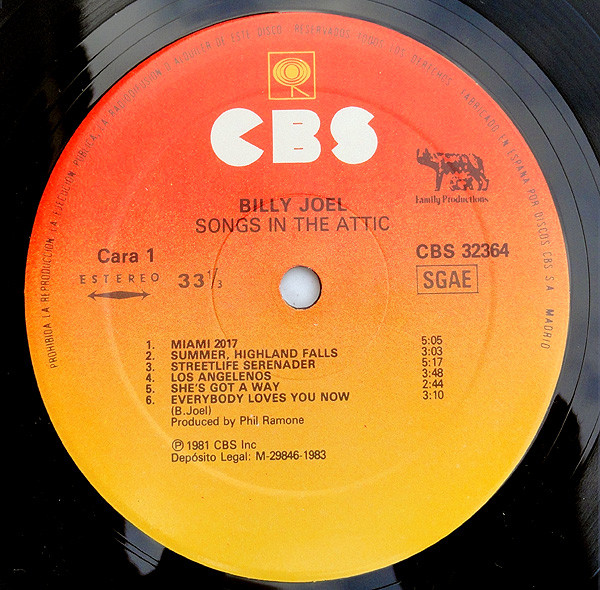 PROHIBIDA LA REPRODUCCION, LA EJECUCION PUBLICA, LA RADIODIFUSION Y ALQUILER DE ESTE DISCO. RESERVADOS TODOS LOS DERECHOS. FABRICADO EN ESPAÑA POR DISCOS CBS S.A. MADRID
CBS
Family Productions
BILLY JOEL
SONGS IN THE ATTIC
Cara 1
CBS 32364
ESTEREO
33 1/3
SGAE
1. MIAMI 2017 5:05
2. SUMMER, HIGHLAND FALLS 3:03
3. STREETLIFE SERENADER 5:17
4. LOS ANGELENOS 3:48
5. SHE'S GOT A WAY 2:44
6. EVERYBODY LOVES YOU NOW 3:10
(B.Joel)
Produced by Phil Ramone
℗ 1981 CBS Inc
Depósito Legal: M-29846-1983